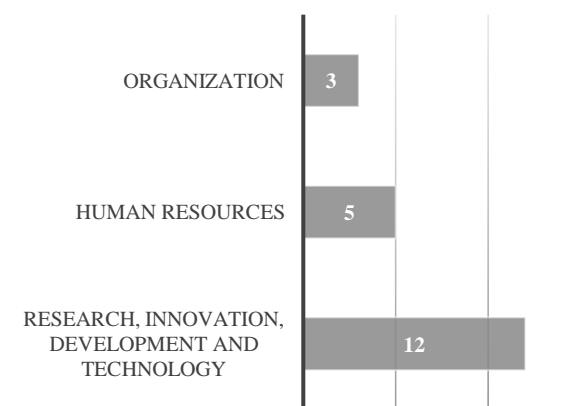 ORGANIZATION
3
HUMAN RESOURCES
5
RESEARCH, INNOVATION,
DEVELOPMENT AND
TECHNOLOGY
12